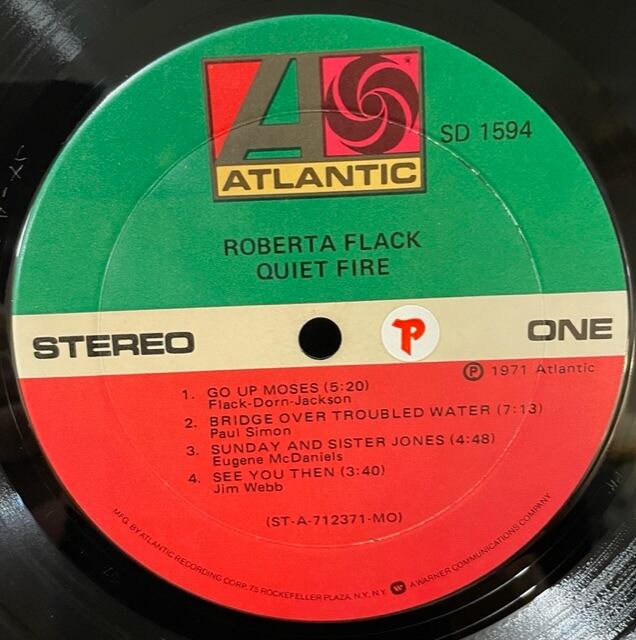 ATLANTIC
SD 1594
ROBERTA FLACK
QUIET FIRE
STEREO
ONE
℗ 1971 Atlantic
1. GO UP MOSES (5:20)
Flack-Dorn-Jackson
2. BRIDGE OVER TROUBLED WATER (7:13)
Paul Simon
3. SUNDAY AND SISTER JONES (4:48)
Eugene McDaniels
4. SEE YOU THEN (3:40)
Jim Webb
(ST-A-712371-MO)
MFG. BY ATLANTIC RECORDING CORP. 75 ROCKEFELLER PLAZA, N.Y., N.Y. A WARNER COMMUNICATIONS COMPANY